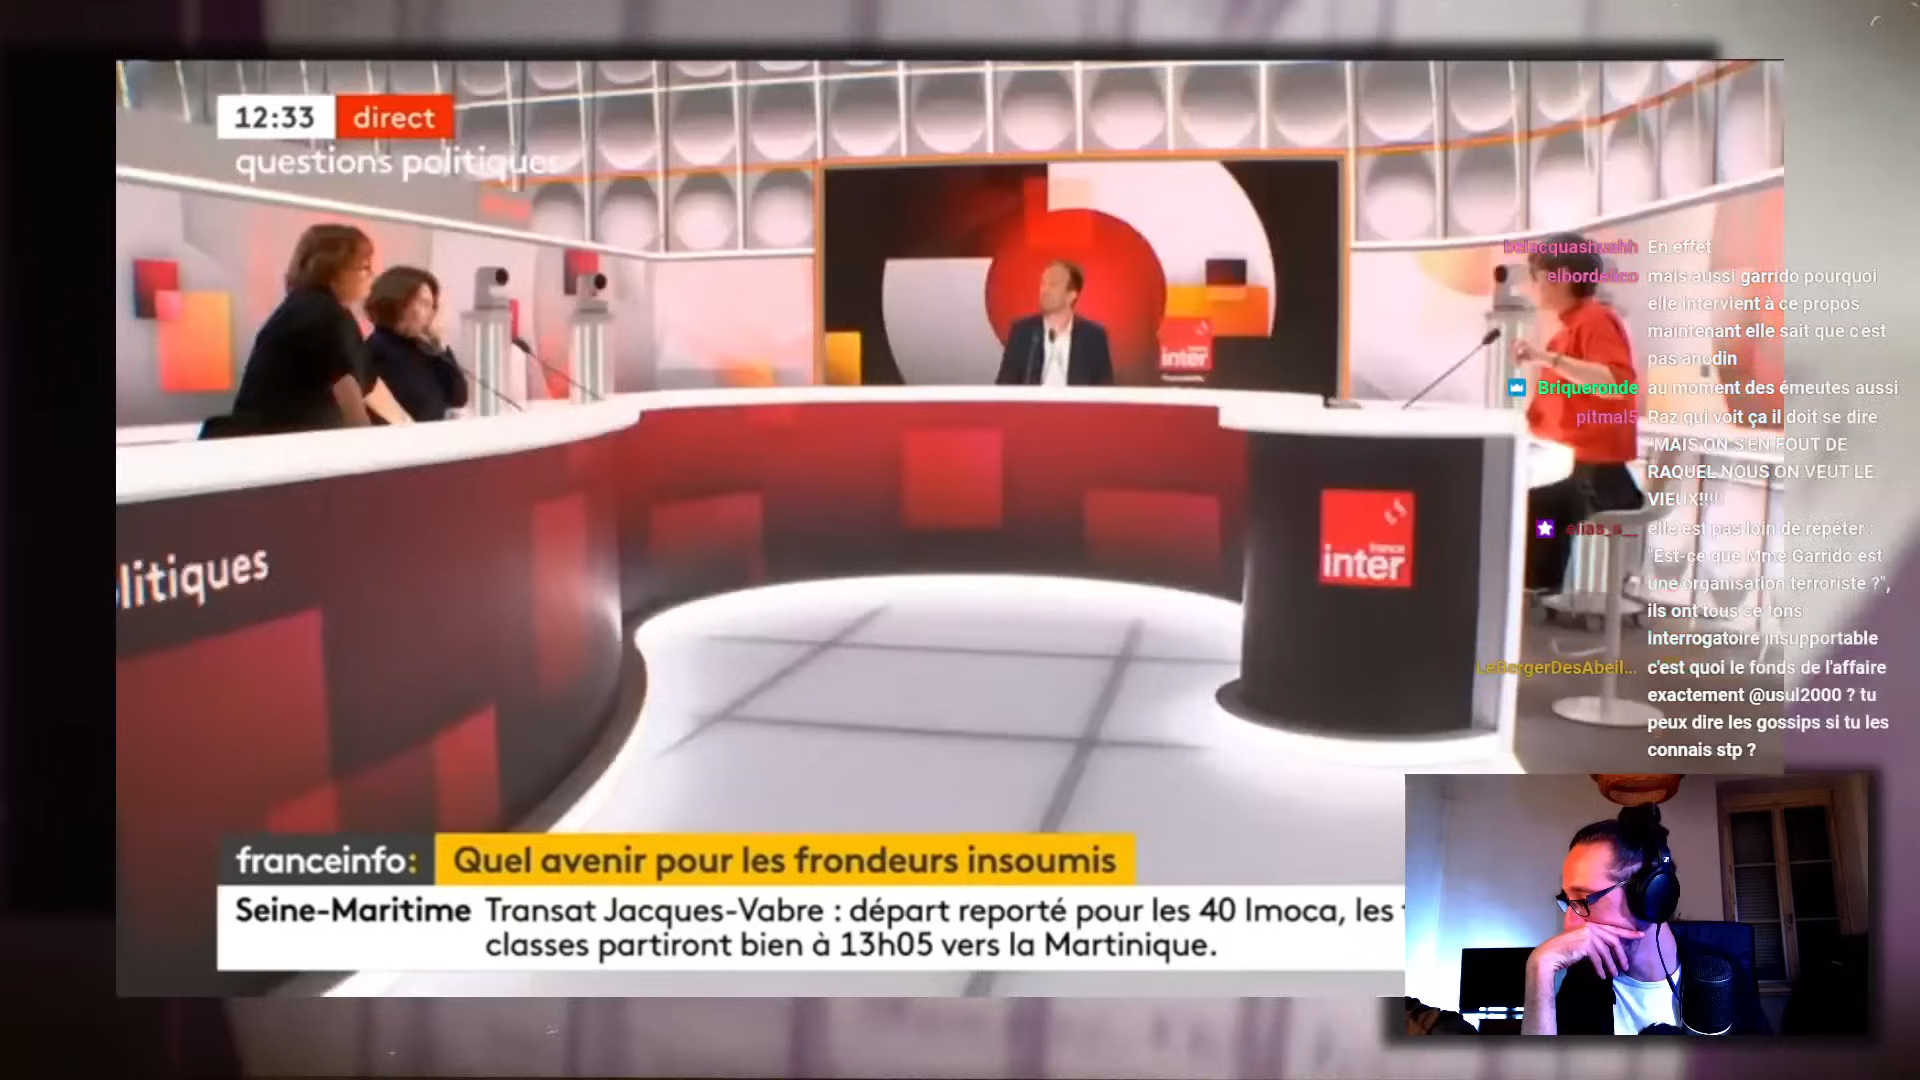 12:33 direct
questions politiques
inter
litiques
france
inter
franceinfo: Quel avenir pour les frondeurs insoumis
Seine-Maritime Transat Jacques-Vabre : départ reporté pour les 40 Imoca, les
classes partiront bien à 13h05 vers la Martinique.
belacquashuahh En effet
elbordelico mais aussi garrido pourquoi
elle intervient à ce propos
maintenant elle sait que c'est
pas anodin
Briqueronde au moment des émeutes aussi
pitmal5 Raz qui voit ça il doit se dire
"MAIS ON S'EN FOUT DE
RAQUEL NOUS ON VEUT LE
VIEUX!!!!
elle est pas loin de répéter :
"Est-ce que Mme Garrido est
une organisation terroriste ?",
ils ont tous ce tons
interrogatoire insupportable
LeBergerDesAbeil... c'est quoi le fonds de l'affaire
exactement @usul2000 ? tu
peux dire les gossips si tu les
connais stp ?